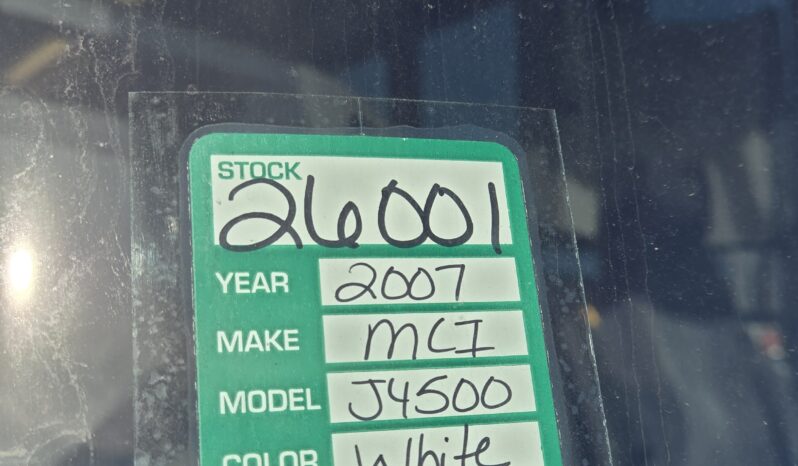 STOCK
26001
YEAR 2007
MAKE MCI
MODEL J4500
COLOR White